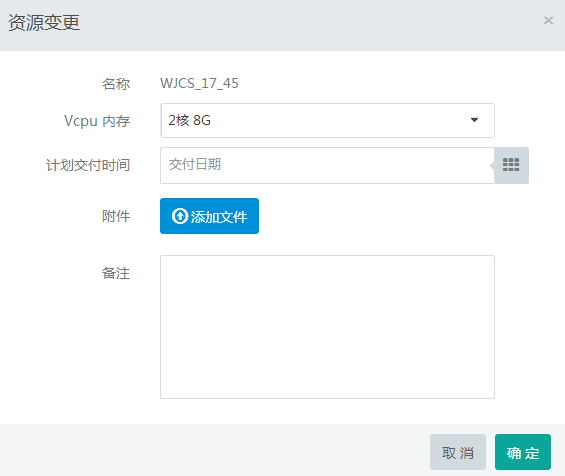 资源变更
×
名称 WJCS_17_45
Vcpu 内存 2核 8G
计划交付时间 交付日期
附件 添加文件
备注
取 消 确 定